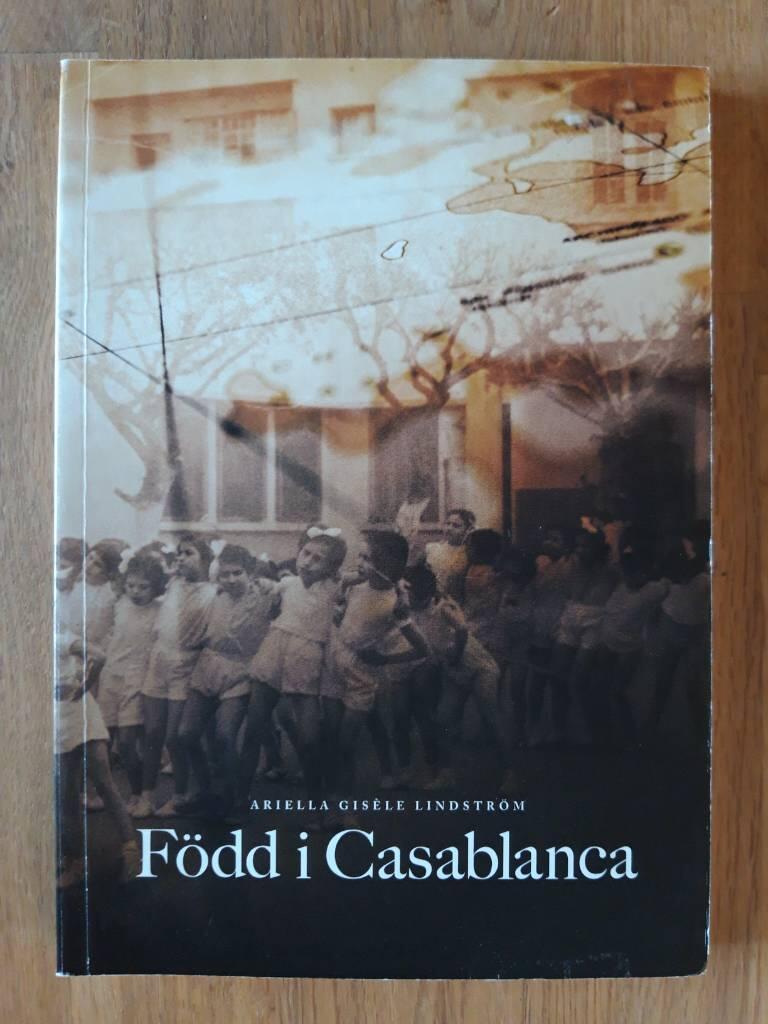 ARIELLA GISÈLE LINDSTRÖM
Född i Casablanca